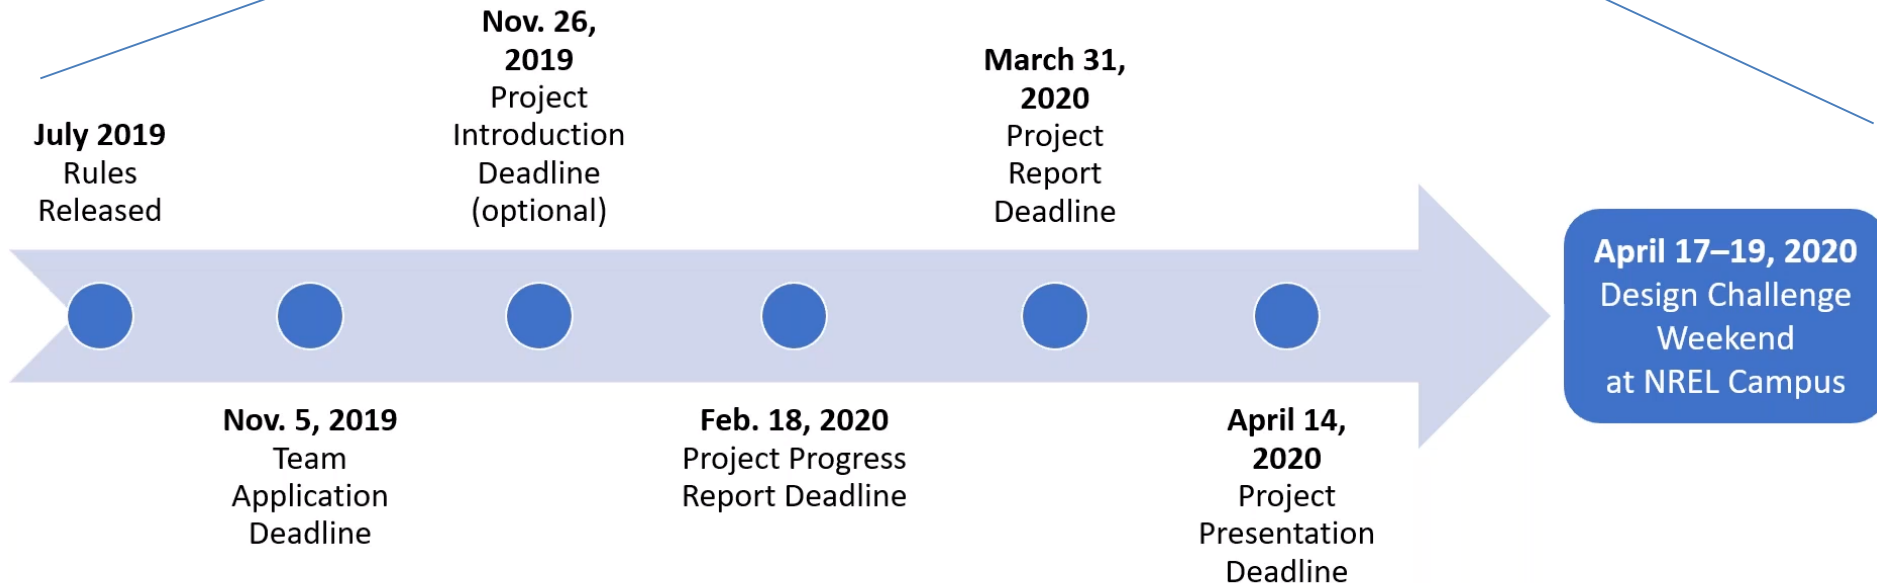 July 2019
Rules
Released
Nov. 5, 2019
Team
Application
Deadline
Nov. 26,
2019
Project
Introduction
Deadline
(optional)
Feb. 18, 2020
Project Progress
Report Deadline
March 31,
2020
Project
Report
Deadline
April 14,
2020
Project
Presentation
Deadline
April 17–19, 2020
Design Challenge
Weekend
at NREL Campus